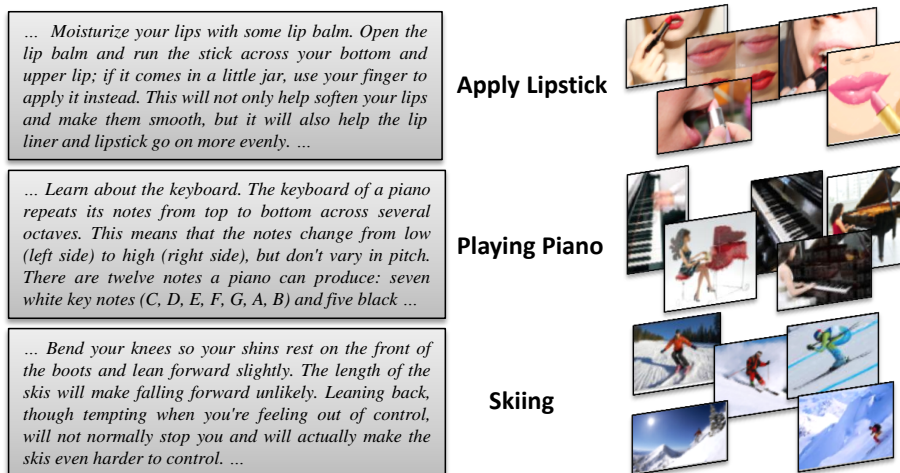 ... Moisturize your lips with some lip balm. Open the
lip balm and run the stick across your bottom and
upper lip; if it comes in a little jar, use your finger to
apply it instead. This will not only help soften your lips
and make them smooth, but it will also help the lip
liner and lipstick go on more evenly. ...
Apply Lipstick
... Learn about the keyboard. The keyboard of a piano
repeats its notes from top to bottom across several
octaves. This means that the notes change from low
(left side) to high (right side), but don't vary in pitch.
There are twelve notes a piano can produce: seven
white key notes (C, D, E, F, G, A, B) and five black ...
Playing Piano
... Bend your knees so your shins rest on the front of
the boots and lean forward slightly. The length of the
skis will make falling forward unlikely. Leaning back,
though tempting when you're feeling out of control,
will not normally stop you and will actually make the
skis even harder to control. ...
Skiing